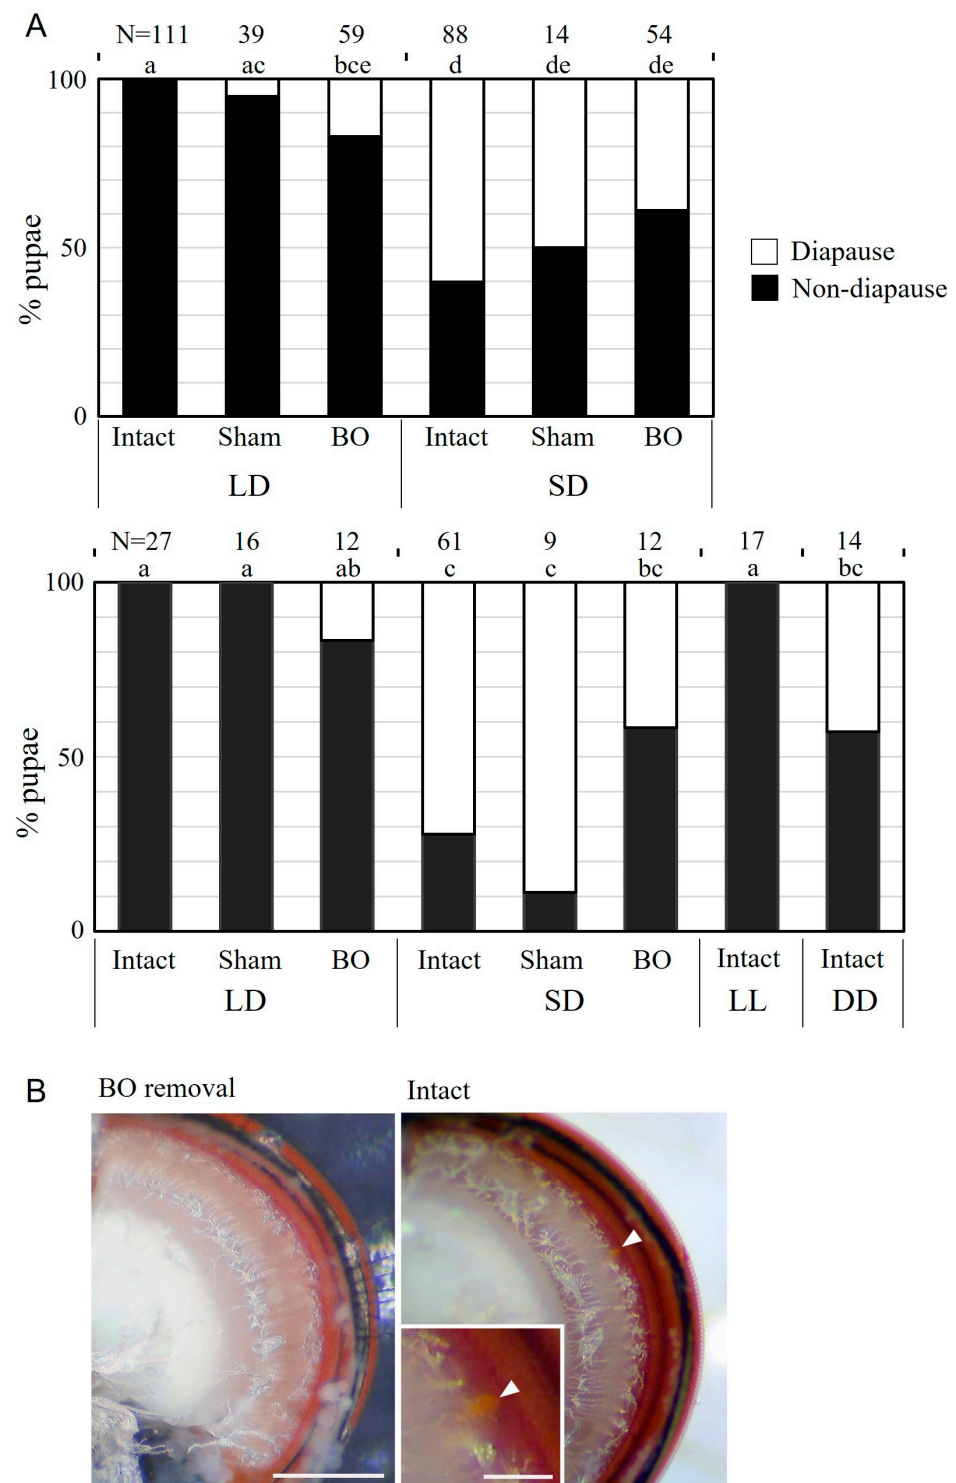 A
N=111 39 59 88 14 54
a ac bce d de de
100
50
0
% pupae
Diapause
Non-diapause
Intact Sham BO Intact Sham BO
LD SD
N=27 16 12 61 9 12 17 14
a a ab c c bc a bc
100
50
0
% pupae
Intact Sham BO Intact Sham BO Intact Intact
LD SD LL DD
B
BO removal Intact